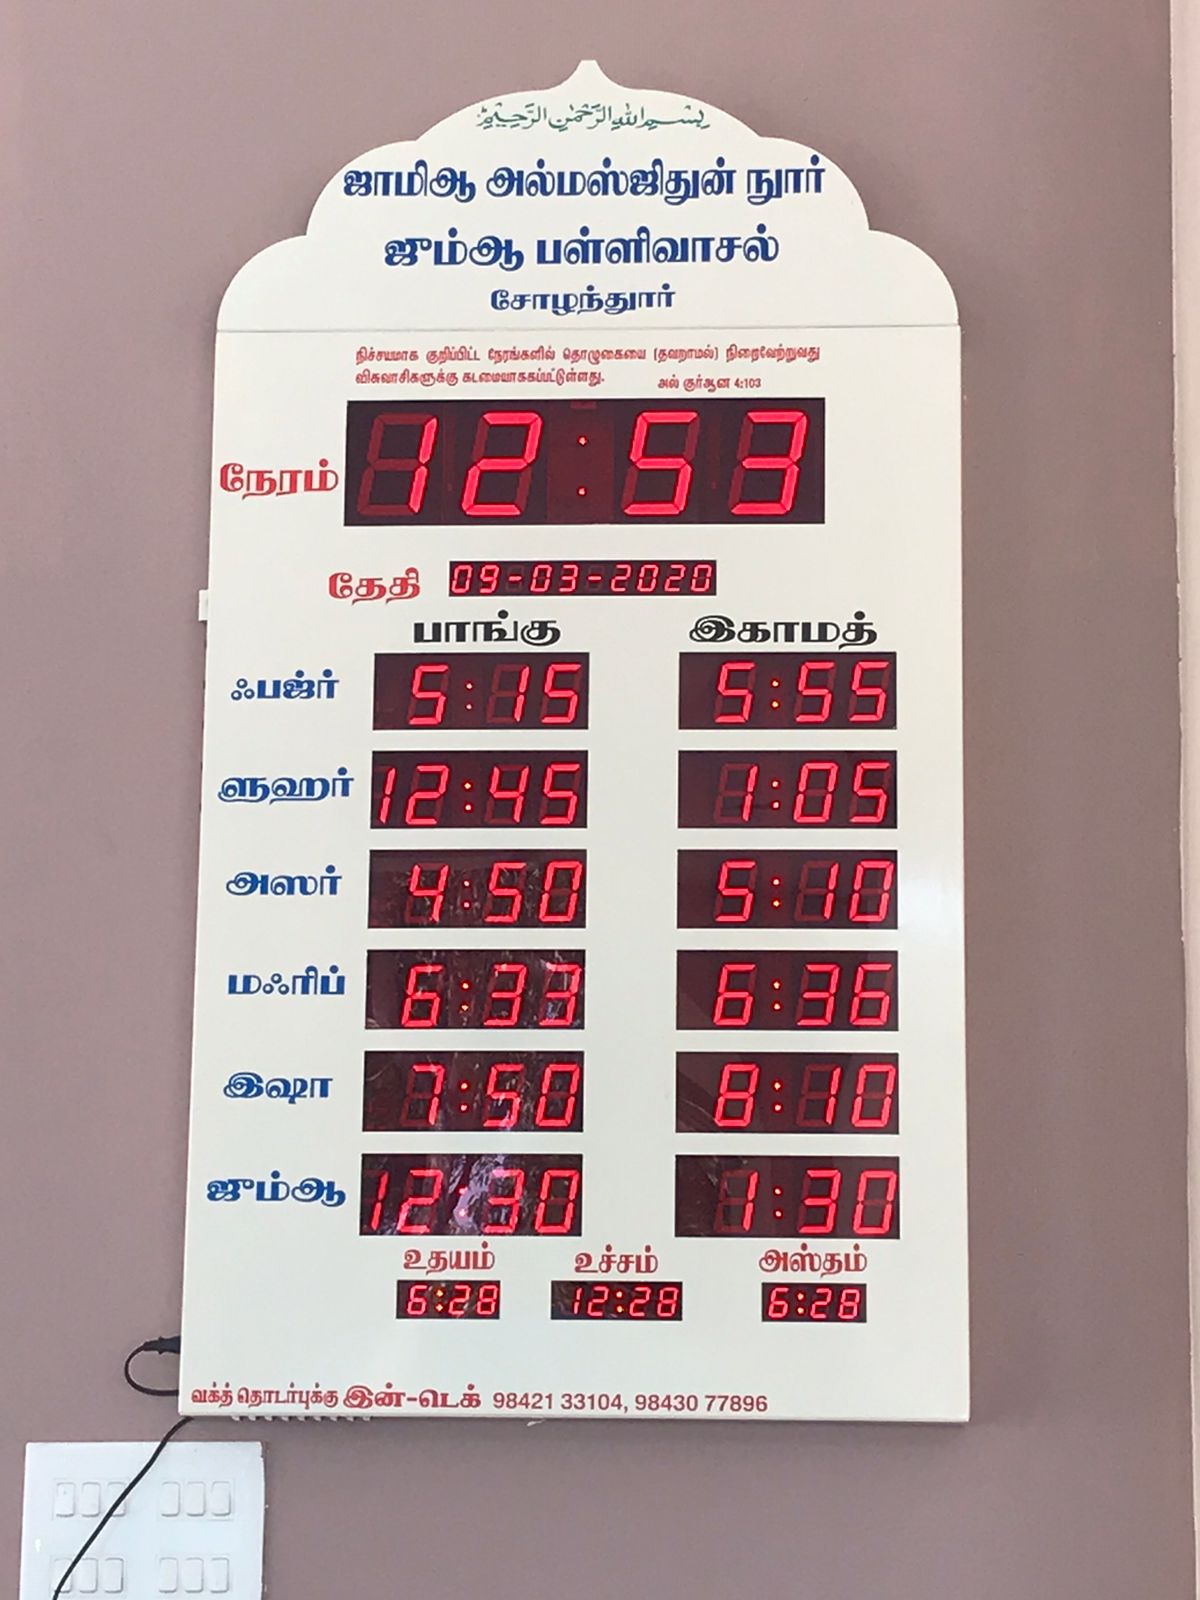 بِسْمِ اللهِ الرَّحْمٰنِ الرَّحِيْمِ
ஜாமிஆ அல்மஸ்ஜிதுன் நுார்
ஜும்ஆ பள்ளிவாசல்
சோழந்துார்
நிச்சயமாக குறிப்பிட்ட நேரங்களில் தொழுகையை (தவறாமல்) நிறைவேற்றுவது
விசுவாசிகளுக்கு கடமையாககப்பட்டுள்ளது. அல் குர்ஆன 4:103
நேரம் 12:53
தேதி 09-03-2020
பாங்கு இகாமத்
ஃபஜ்ர் 5:15 5:55
ளுஹர் 12:45 1:05
அஸர் 4:50 5:10
மஃரிப் 6:33 6:36
இஷா 7:50 8:10
ஜும்ஆ 12:30 1:30
உதயம் உச்சம் அஸ்தம்
6:28 12:28 6:28
வக்த் தொடர்புக்கு இன்-டெக் 98421 33104, 98430 77896